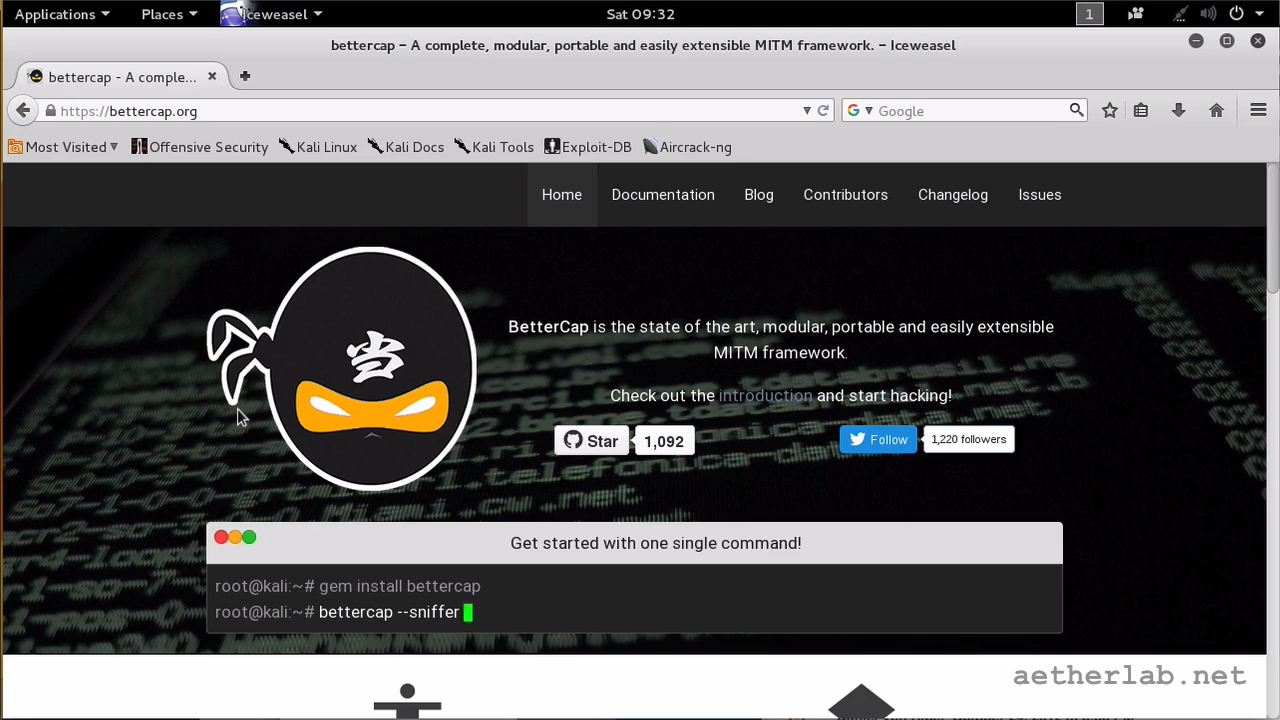 Applications Places Iceweasel Sat 09:32 1
bettercap – A complete, modular, portable and easily extensible MITM framework. – Iceweasel
bettercap - A comple...
https://bettercap.org Google
Most Visited Offensive Security Kali Linux Kali Docs Kali Tools Exploit-DB Aircrack-ng
Home Documentation Blog Contributors Changelog Issues
当
BetterCap is the state of the art, modular, portable and easily extensible
MITM framework.
Check out the introduction and start hacking!
Star 1,092 Follow 1,220 followers
Get started with one single command!
root@kali:~# gem install bettercap
root@kali:~# bettercap --sniffer
aetherlab.net